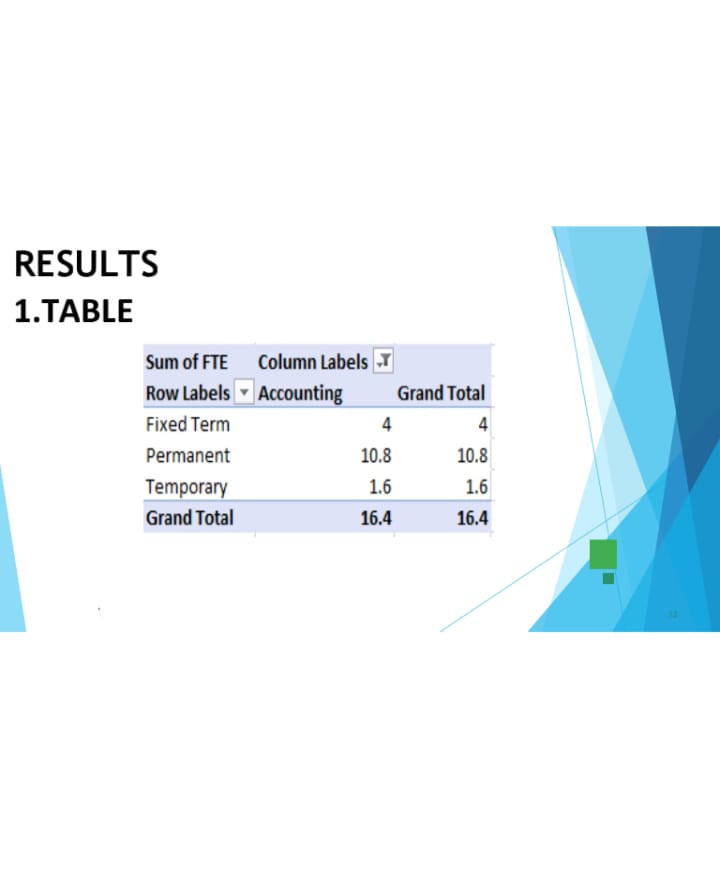 RESULTS
1.TABLE
Sum of FTE Column Labels
Row Labels Accounting Grand Total
Fixed Term 4 4
Permanent 10.8 10.8
Temporary 1.6 1.6
Grand Total 16.4 16.4